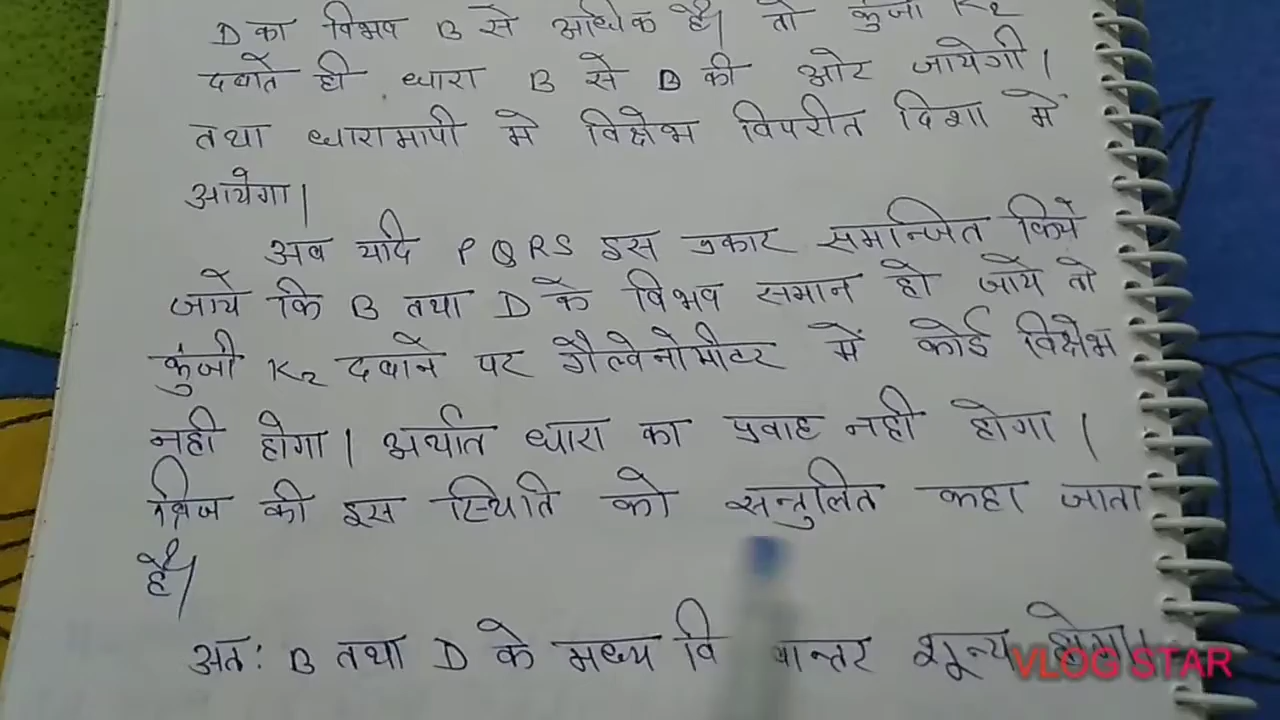 D का विभव B से अधिक है। तो कुंजी K2
दबाते ही धारा B से D की ओर जायेगी।
तथा धारामापी मे विक्षेभ विपरीत दिशा में
आयेगा।
अब यदि P Q R S इस प्रकार समान्जित किये
जाये कि B तथा D के विभव समान हो जाये तो
कुंजी K2 दबाने पर गैल्वेनोमीटर में कोई विक्षेभ
नही होगा। अर्थात धारा का प्रवाह नही होगा।
ब्रिज की इस स्थिति को सन्तुलित कहा जाता
है।
अत: B तथा D के मध्य शून्य होगा।
VLOG STAR